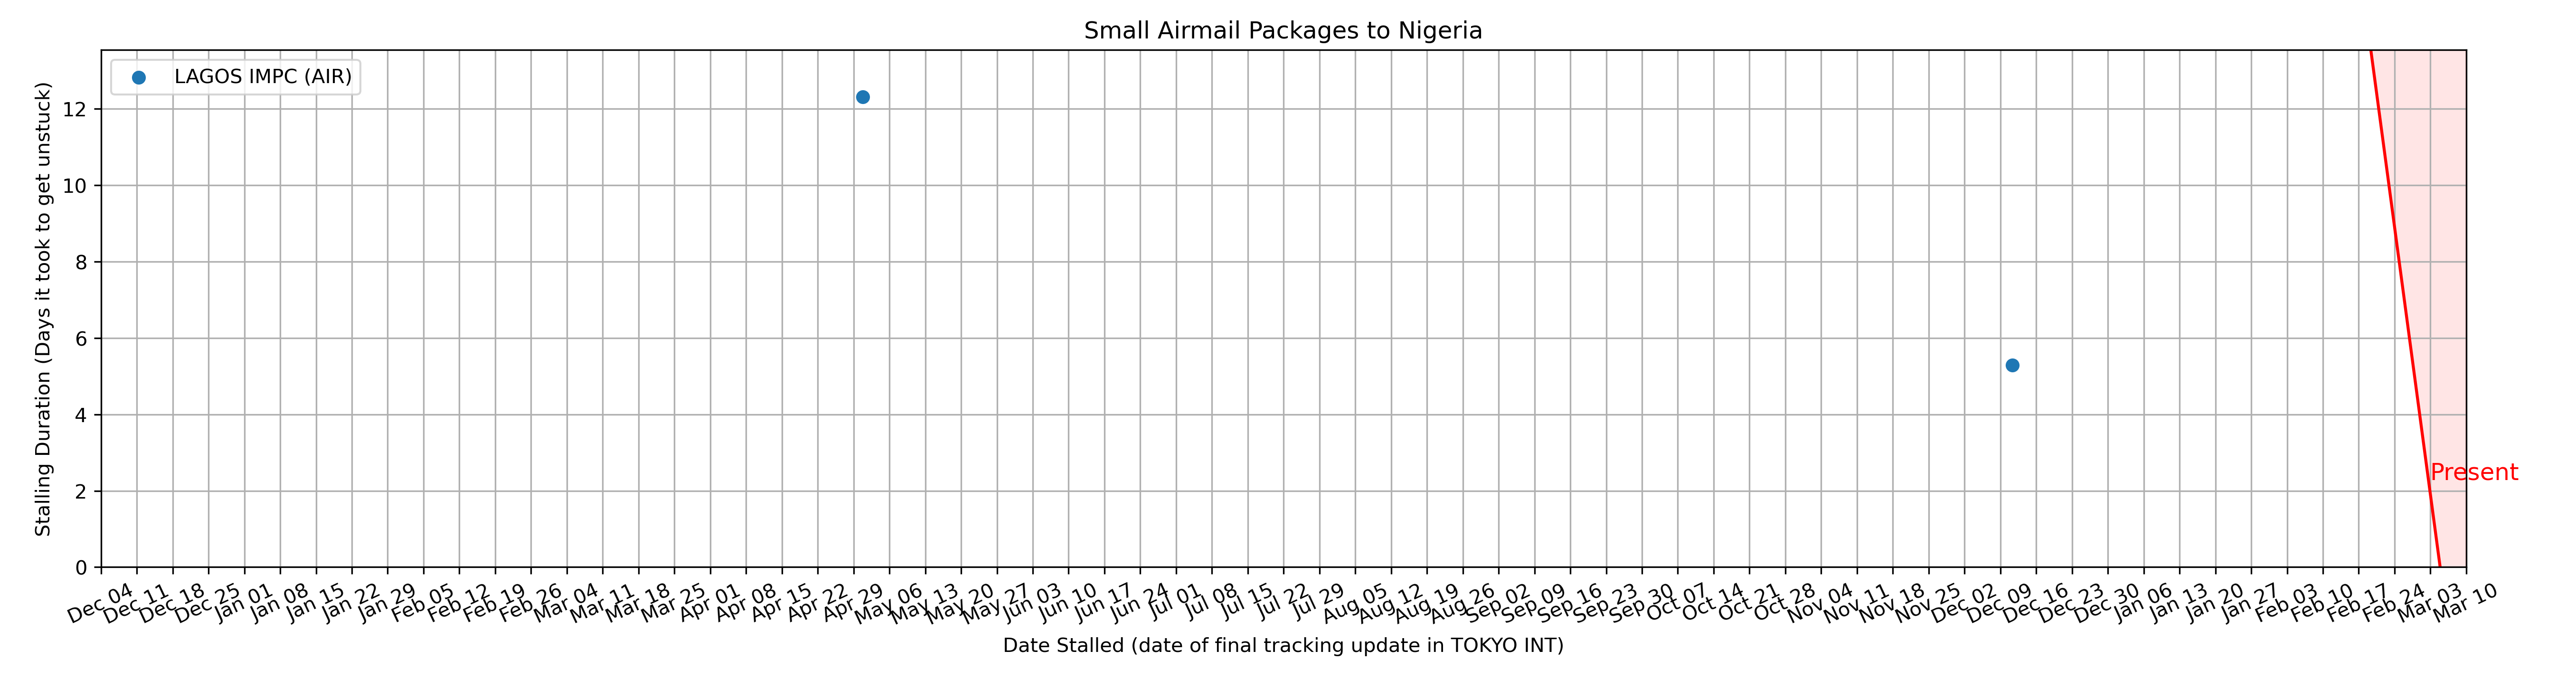 Small Airmail Packages to Nigeria
LAGOS IMPC (AIR)
Stalling Duration (Days it took to get unstuck)
12
10
8
6
4
2
0
Present
Dec 04
Dec 11
Dec 18
Dec 25
Jan 01
Jan 08
Jan 15
Jan 22
Jan 29
Feb 05
Feb 12
Feb 19
Feb 26
Mar 04
Mar 11
Mar 18
Mar 25
Apr 01
Apr 08
Apr 15
Apr 22
Apr 29
May 06
May 13
May 20
May 27
Jun 03
Jun 10
Jun 17
Jun 24
Jul 01
Jul 08
Jul 15
Jul 22
Jul 29
Aug 05
Aug 12
Aug 19
Aug 26
Sep 02
Sep 09
Sep 16
Sep 23
Sep 30
Oct 07
Oct 14
Oct 21
Oct 28
Nov 04
Nov 11
Nov 18
Nov 25
Dec 02
Dec 09
Dec 16
Dec 23
Dec 30
Jan 06
Jan 13
Jan 20
Jan 27
Feb 03
Feb 10
Feb 17
Feb 24
Mar 03
Mar 10
Date Stalled (date of final tracking update in TOKYO INT)